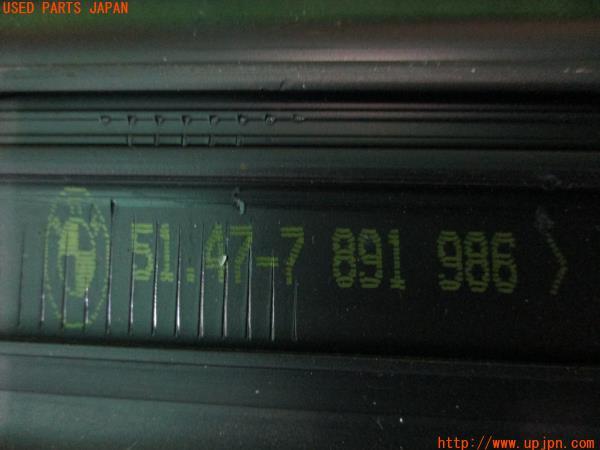 USED PARTS JAPAN
51.47-7 891 986 >
http://www.upjpn.com/